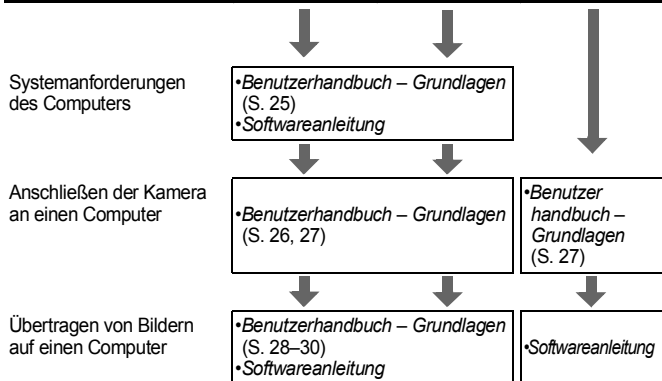 Systemanforderungen
des Computers
•Benutzerhandbuch – Grundlagen
(S. 25)
•Softwareanleitung
Anschließen der Kamera
an einen Computer
•Benutzerhandbuch – Grundlagen
(S. 26, 27)
•Benutzer
handbuch –
Grundlagen
(S. 27)
Übertragen von Bildern
auf einen Computer
•Benutzerhandbuch – Grundlagen
(S. 28–30)
•Softwareanleitung
•Softwareanleitung